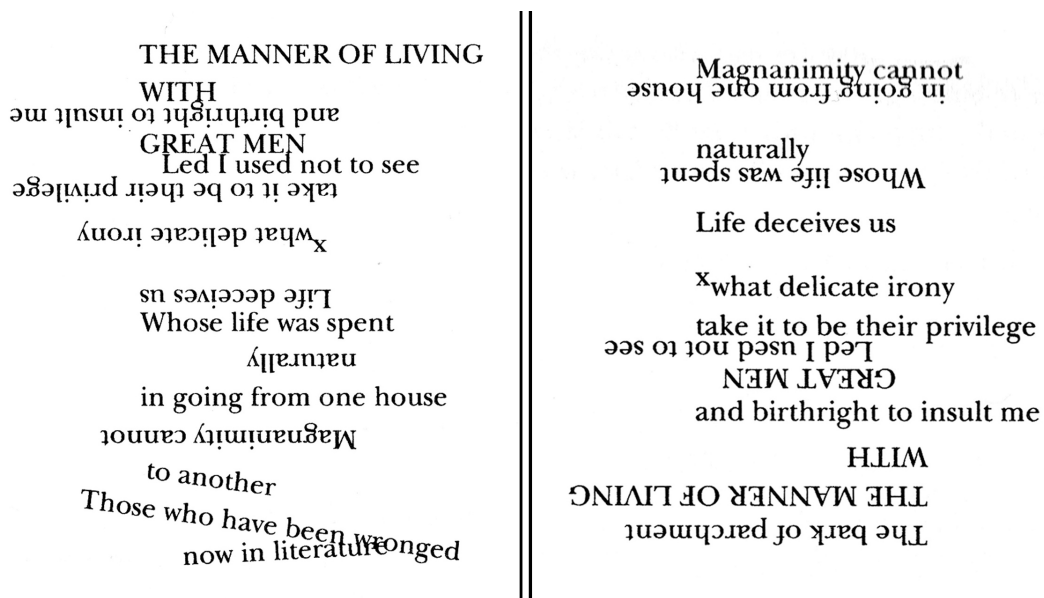 THE MANNER OF LIVING
WITH
and birthright to insult me
GREAT MEN
Led I used not to see
take it to be their privilege
xwhat delicate irony
Life deceives us
Whose life was spent
naturally
in going from one house
Magnanimity cannot
to another
Those who have been wronged
now in literature
Magnanimity cannot
in going from one house
naturally
Whose life was spent
Life deceives us
xwhat delicate irony
take it to be their privilege
Led I used not to see
GREAT MEN
and birthright to insult me
WITH
THE MANNER OF LIVING
The bark of parchment